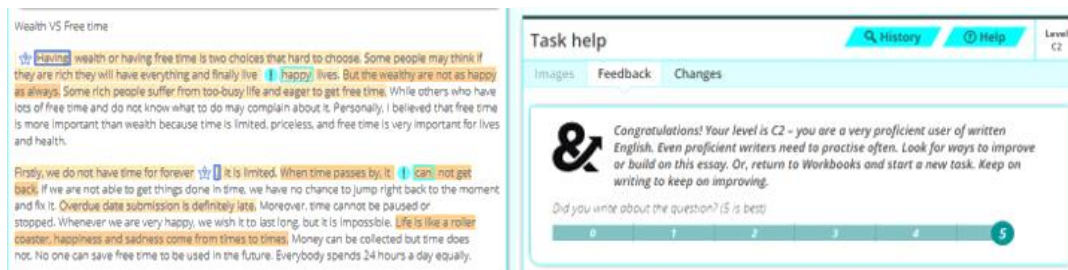 Wealth VS Free time
Having wealth or having free time is two choices that hard to choose. Some people may think if
they are rich they will have everything and finally live happy lives. But the wealthy are not as happy
as always. Some rich people suffer from too-busy life and eager to get free time. While others who have
lots of free time and do not know what to do may complain about it. Personally, I believed that free time
is more important than wealth because time is limited, priceless, and free time is very important for lives
and health.
Firstly, we do not have time for forever it is limited. When time passes by, it can not get
back. If we are not able to get things done in time, we have no chance to jump right back to the moment
and fix it. Overdue date submission is definitely late. Moreover, time cannot be paused or
stopped. Whenever we are very happy, we wish it to last long, but it is impossible. Life is like a roller
coaster, happiness and sadness come from times to times. Money can be collected but time does
not. No one can save free time to be used in the future. Everybody spends 24 hours a day equally.
Task help
History
Help
Level
C2
Images
Feedback
Changes
&
Congratulations! Your level is C2 – you are a very proficient user of written
English. Even proficient writers need to practise often. Look for ways to improve
or build on this essay. Or, return to Workbooks and start a new task. Keep on
writing to keep on improving.
Did you write about the question? (5 is best)
0 1 2 3 4 5